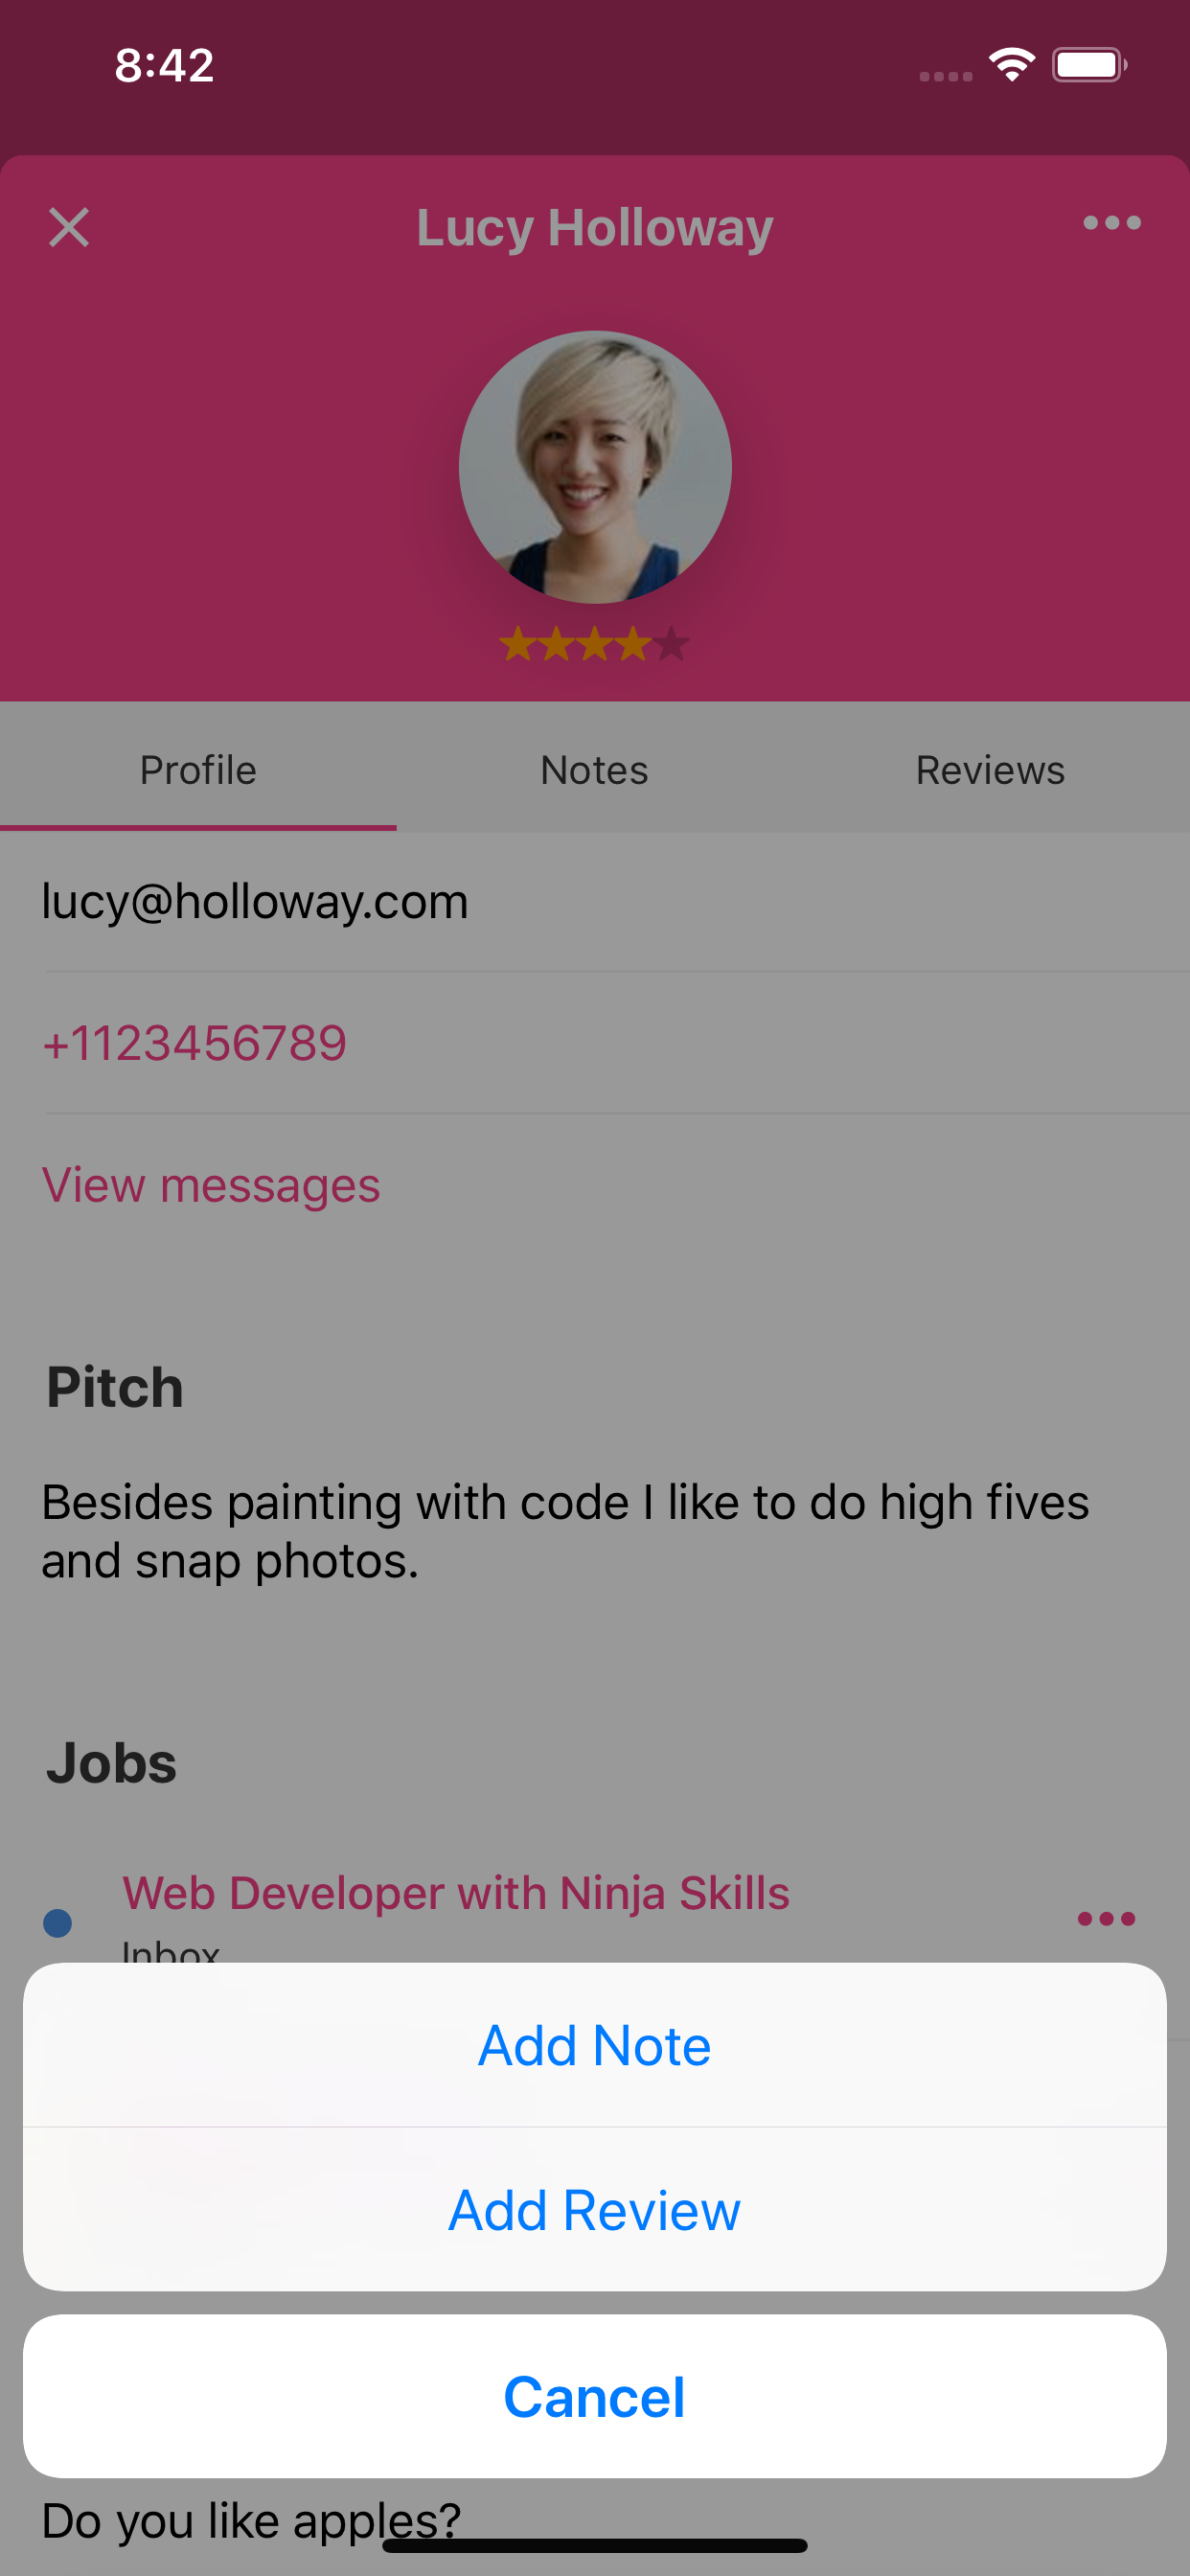 8:42
Lucy Holloway
Profile
Notes
Reviews
lucy@holloway.com
+1123456789
View messages
Pitch
Besides painting with code I like to do high fives
and snap photos.
Jobs
Web Developer with Ninja Skills
Inbox
Add Note
Add Review
Cancel
Do you like apples?